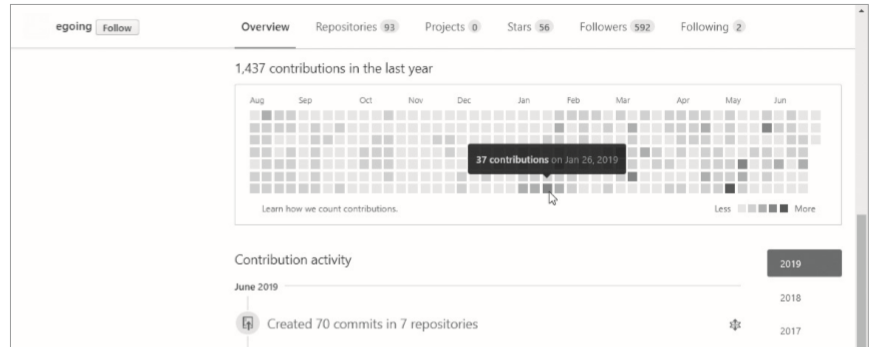 egoing Follow Overview Repositories 93 Projects 0 Stars 56 Followers 592 Following 2
1,437 contributions in the last year
Aug Sep Oct Nov Dec Jan Feb Mar Apr May Jun
37 contributions on Jan 26, 2019
Learn how we count contributions. Less More
Contribution activity
2019
June 2019
2018
Created 70 commits in 7 repositories
2017